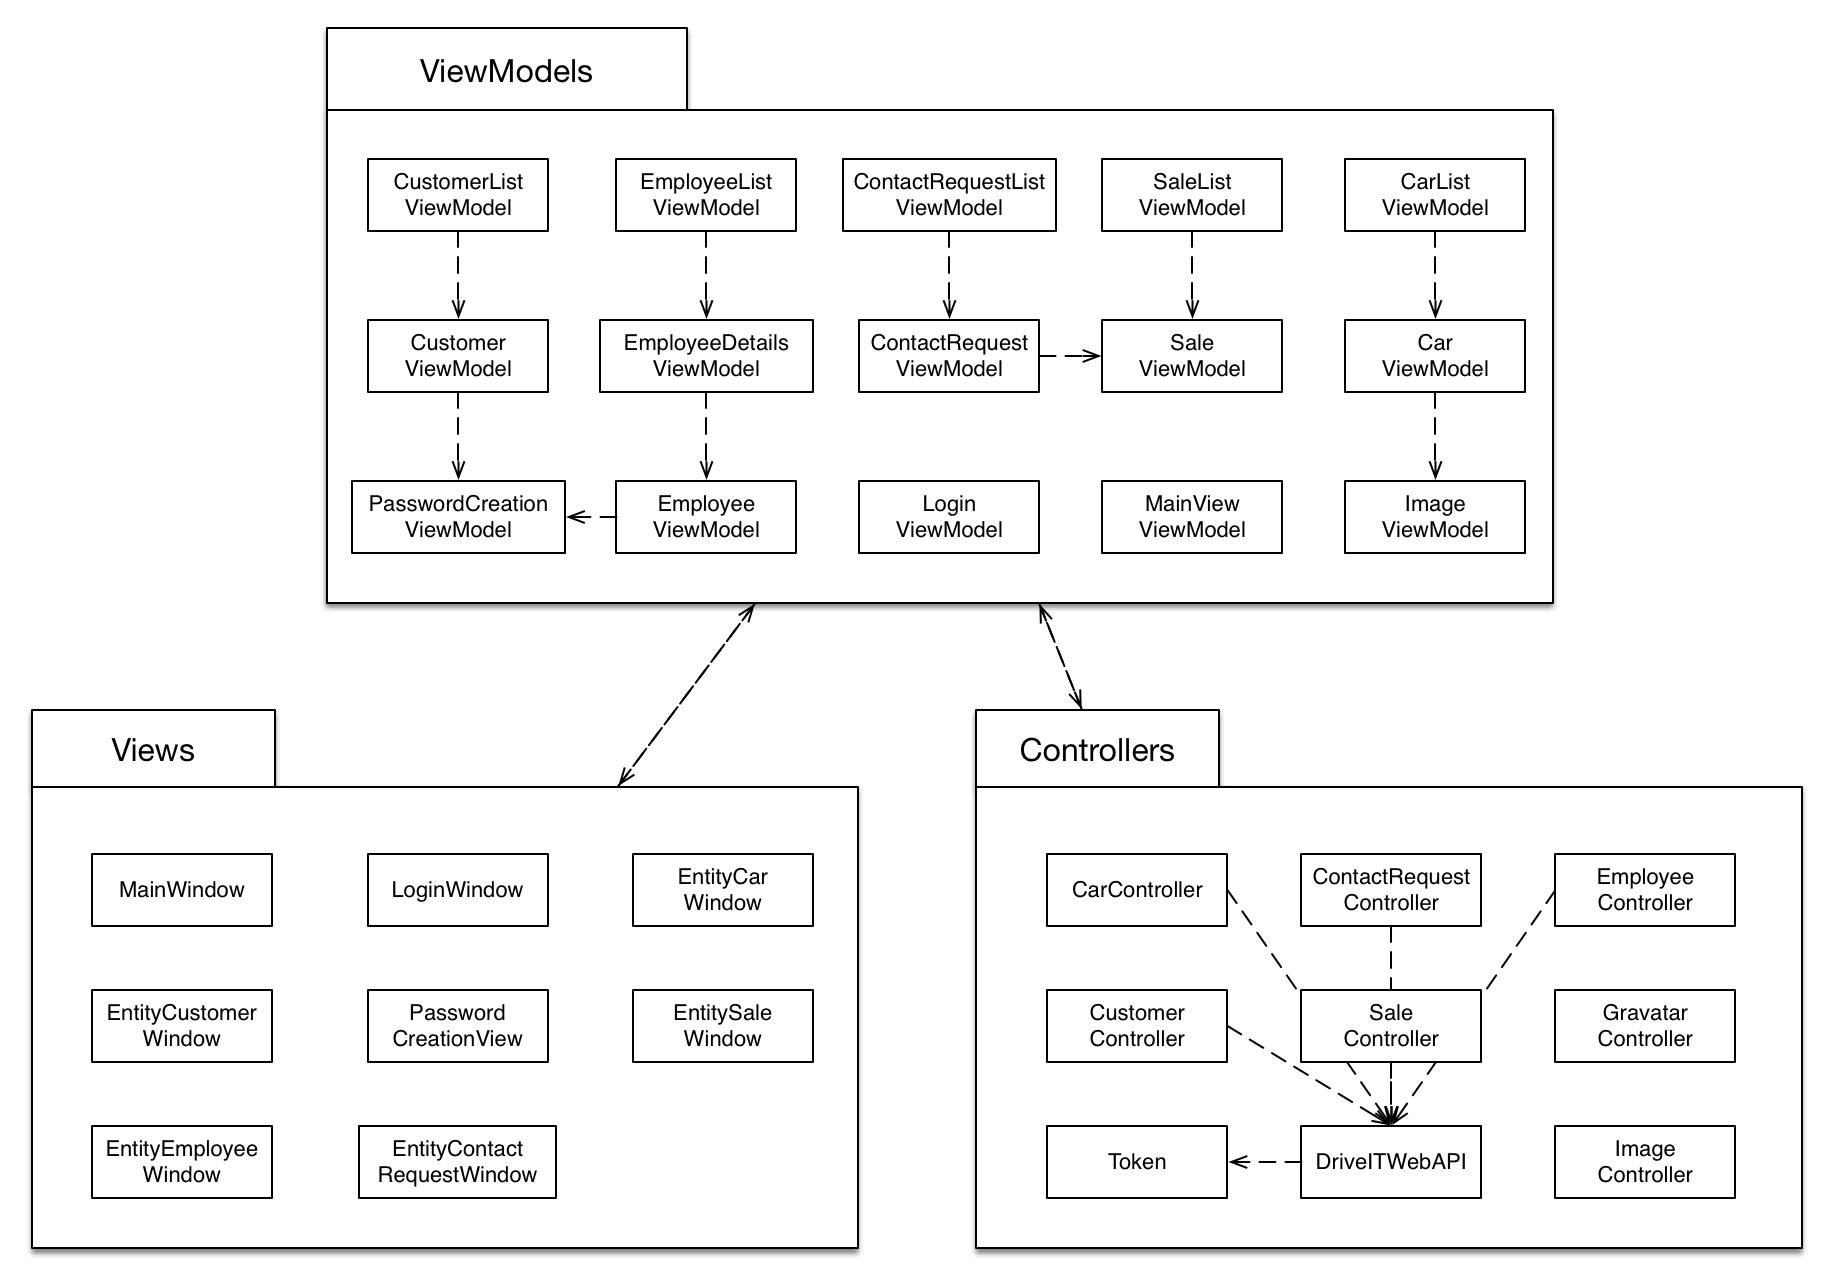 ViewModels
CustomerList
ViewModel
EmployeeList
ViewModel
ContactRequestList
ViewModel
SaleList
ViewModel
CarList
ViewModel
Customer
ViewModel
EmployeeDetails
ViewModel
ContactRequest
ViewModel
Sale
ViewModel
Car
ViewModel
PasswordCreation
ViewModel
Employee
ViewModel
Login
ViewModel
MainView
ViewModel
Image
ViewModel
Views
MainWindow
LoginWindow
EntityCar
Window
EntityCustomer
Window
Password
CreationView
EntitySale
Window
EntityEmployee
Window
EntityContact
RequestWindow
Controllers
CarController
ContactRequest
Controller
Employee
Controller
Customer
Controller
Sale
Controller
Gravatar
Controller
Token
DriveITWebAPI
Image
Controller